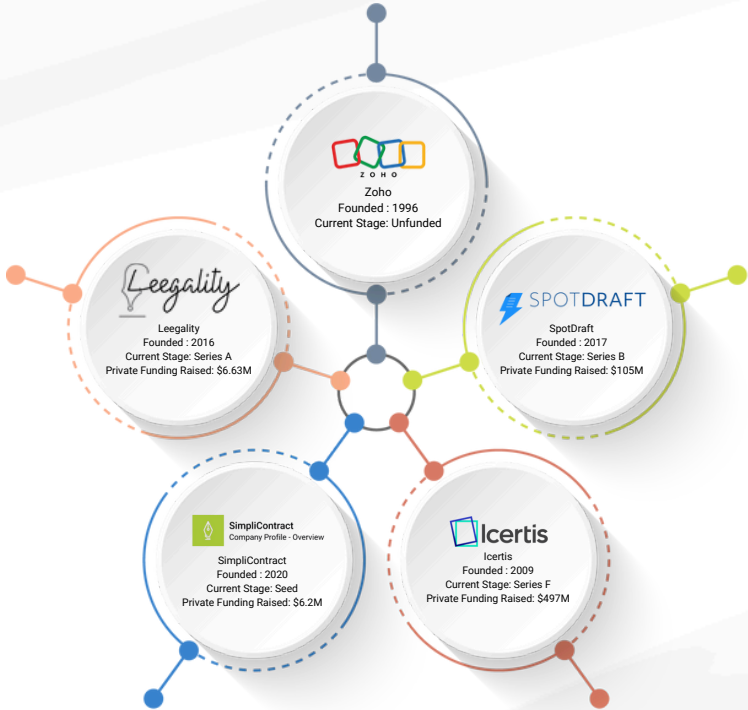 ZOHO
Zoho
Founded : 1996
Current Stage: Unfunded
Leegality
Leegality
Founded : 2016
Current Stage: Series A
Private Funding Raised: $6.63M
SPOTDRAFT
SpotDraft
Founded : 2017
Current Stage: Series B
Private Funding Raised: $105M
SimpliContract
Company Profile - Overview
SimpliContract
Founded : 2020
Current Stage: Seed
Private Funding Raised: $6.2M
Icertis
Icertis
Founded : 2009
Current Stage: Series F
Private Funding Raised: $497M